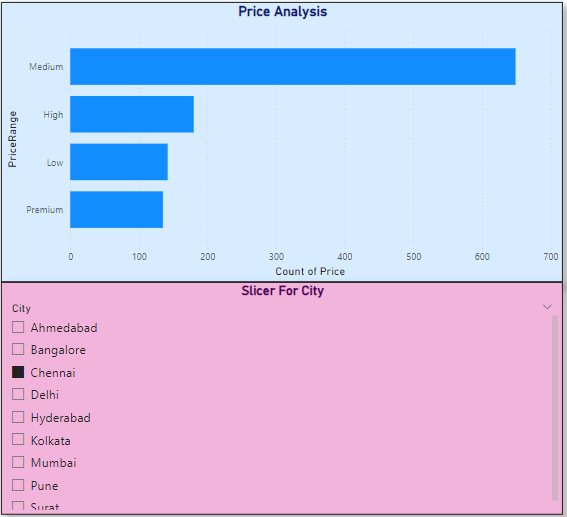 Price Analysis
PriceRange
Medium
High
Low
Premium
0 100 200 300 400 500 600 700
Count of Price
Slicer For City
City
Ahmedabad
Bangalore
Chennai
Delhi
Hyderabad
Kolkata
Mumbai
Pune
Surat